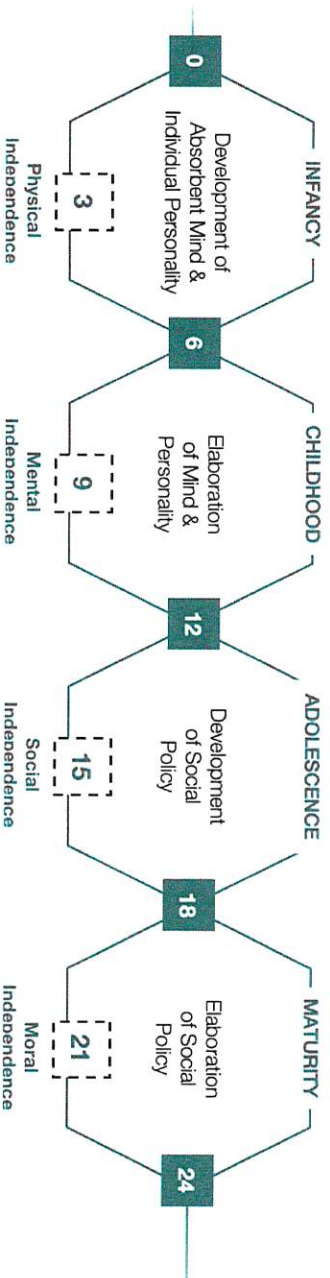 INFANCY
0
Development of
Absorbent Mind &
Individual Personality
3
Physical
Independence
6
CHILDHOOD
Elaboration
of Mind &
Personality
9
Mental
Independence
12
ADOLESCENCE
Development
of Social
Policy
15
Social
Independence
18
MATURITY
Elaboration
of Social
Policy
21
Moral
Independence
24